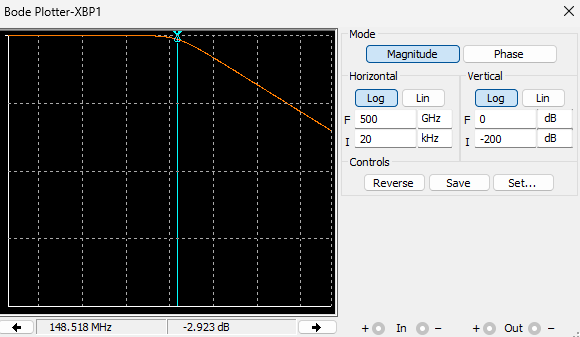 Bode Plotter-XBP1
Mode
Magnitude Phase
Horizontal Vertical
Log Lin Log Lin
F 500 GHz F 0 dB
I 20 kHz I -200 dB
Controls
Reverse Save Set...
148.518 MHz -2.923 dB
+ In - + Out -